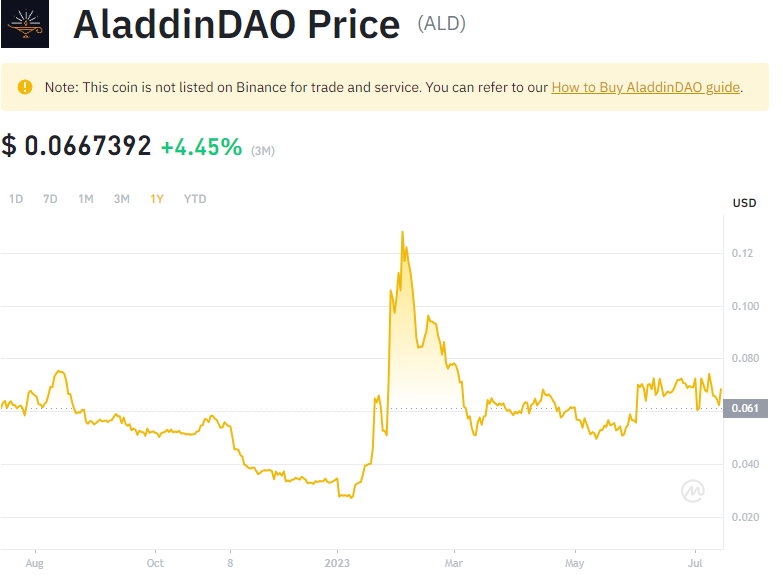 AladdinDAO Price (ALD)
Note: This coin is not listed on Binance for trade and service. You can refer to our How to Buy AladdinDAO guide.
$ 0.0667392 +4.45% (3M)
1D 7D 1M 3M 1Y YTD
USD
0.12
0.100
0.080
0.061
0.040
0.020
Aug Oct 8 2023 Mar May Jul